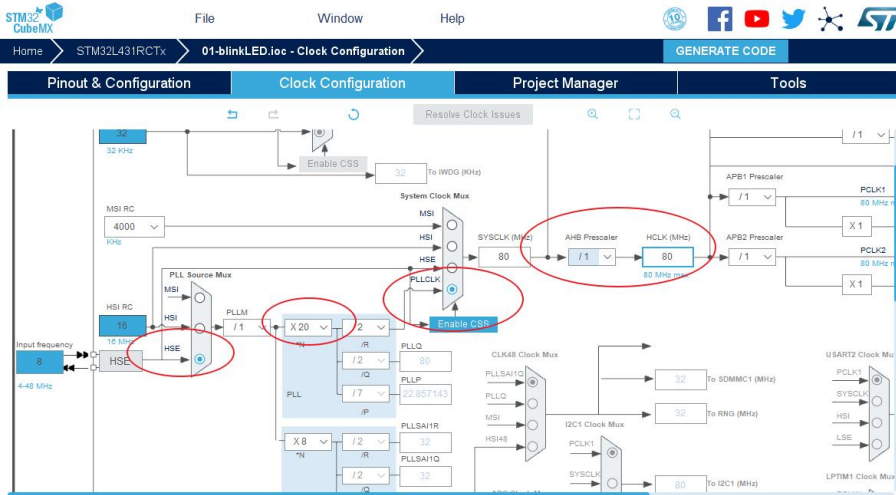 STM32
CubeMX
File
Window
Help
10
Home
STM32L431RCTx
01-blinkLED.ioc - Clock Configuration
GENERATE CODE
Pinout & Configuration
Clock Configuration
Project Manager
Tools
Resolve Clock Issues
32
32 KHz
Enable CSS
32
To IWDG (KHz)
/ 1
APB1 Prescaler
/ 1
PCLK1
80 MHz m
X 1
System Clock Mux
MSI RC
4000
KHz
MSI
HSI
HSE
PLLCLK
SYSCLK (MHz)
80
AHB Prescaler
/ 1
HCLK (MHz)
80
80 MHz max
APB2 Prescaler
/ 1
PCLK2
80 MHz m
X 1
Enable CSS
PLL Source Mux
MSI
HSI
HSE
HSI RC
16
16 MHz
Input frequency
8
4-48 MHz
HSE
PLLM
/ 1
X 20
*N
/ 2
/R
PLLQ
/ 2
80
/Q
PLLP
PLL
/ 7
22.857143
/P
PLLSAI1R
X 8
/ 2
32
*N
/R
PLLSAI1Q
/ 2
32
/Q
CLK48 Clock Mux
PLLSAI1Q
PLLQ
MSI
HSI48
32
To SDMMC1 (MHz)
32
To RNG (MHz)
I2C1 Clock Mux
PCLK1
SYSCLK
80
To I2C1 (MHz)
USART2 Clock Mu
PCLK1
SYSCL
HSI
LSE
LPTIM1 Clock Mux